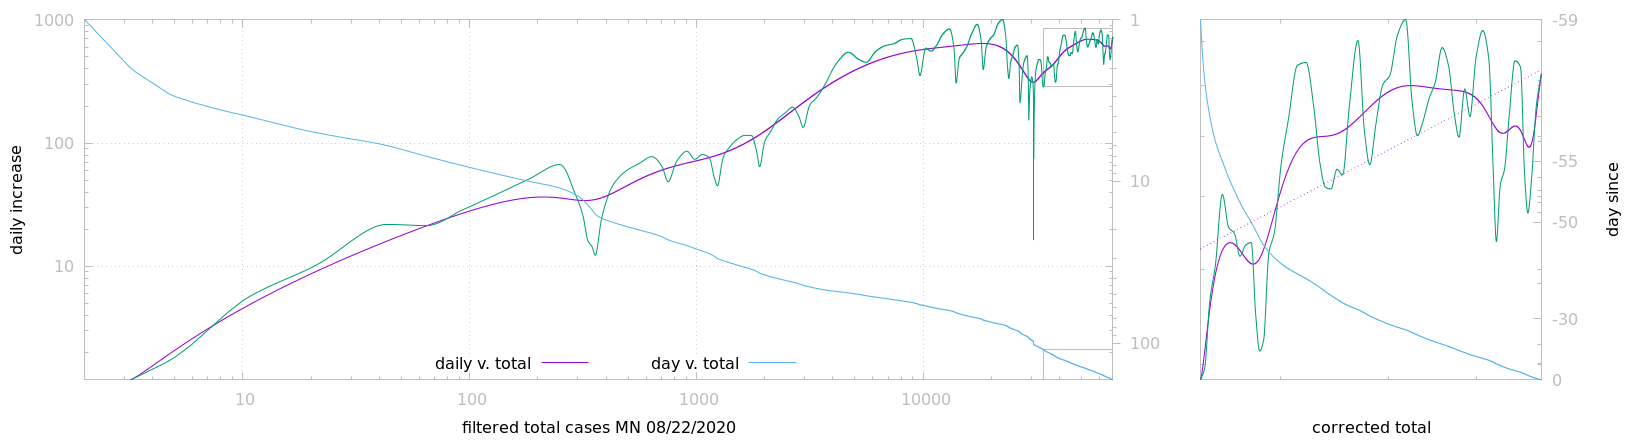 1000
100
10
daily increase
daily v. total
day v. total
10
100
1000
10000
filtered total cases MN 08/22/2020
1
10
100
-59
-55
-50
-30
0
day since
corrected total